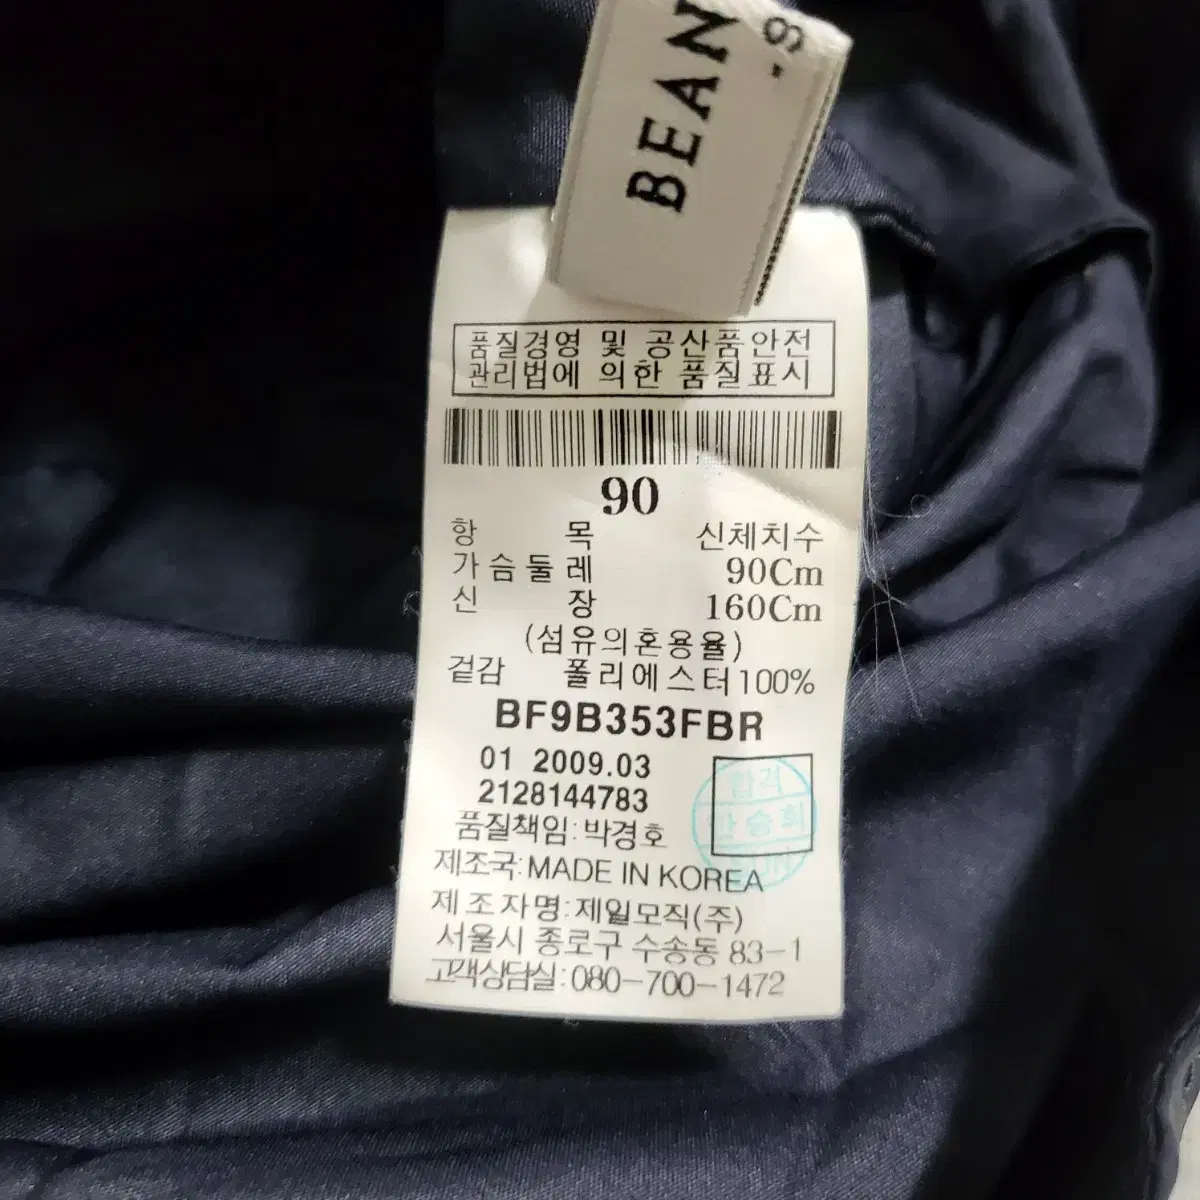 BEAN
-S
품질경영 및 공산품안전
관리법에 의한 품질표시
90
항 목 신체치수
가슴둘레 90Cm
신 장 160Cm
(섬유의혼용율)
겉감 폴리에스터100%
BF9B353FBR
01 2009.03
2128144783
합격
품질책임:박경호
제조국:MADE IN KOREA
제조자명:제일모직(주)
서울시 종로구 수송동 83-1
고객상담실:080-700-1472